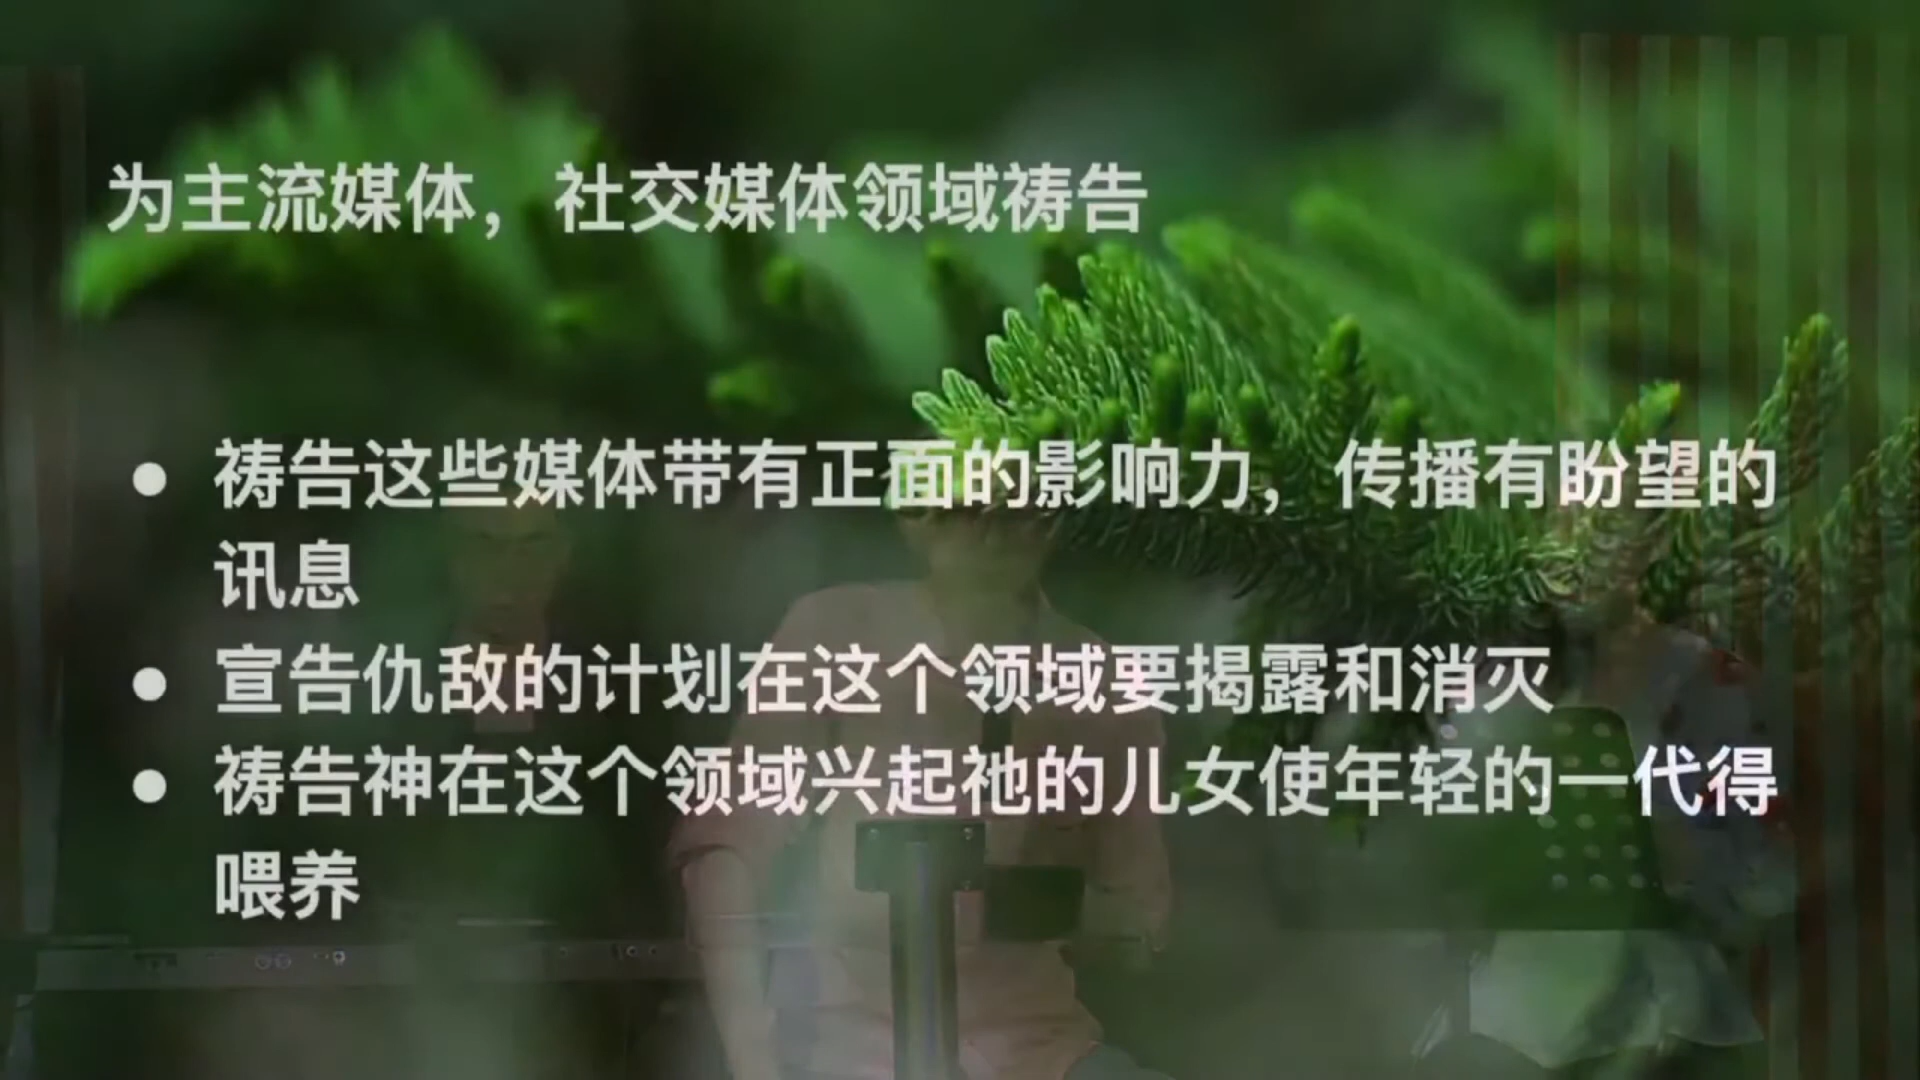 为主流媒体，社交媒体领域祷告
● 祷告这些媒体带有正面的影响力，传播有盼望的
讯息
● 宣告仇敌的计划在这个领域要揭露和消灭
● 祷告神在这个领域兴起祂的儿女使年轻的一代得
喂养